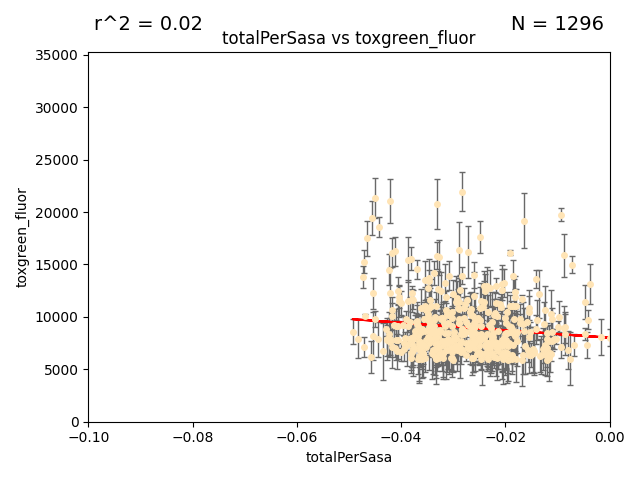 r^2 = 0.02
N = 1296
totalPerSasa vs toxgreen_fluor
35000
30000
25000
20000
15000
10000
5000
0
toxgreen_fluor
−0.10
−0.08
−0.06
−0.04
−0.02
0.00
totalPerSasa